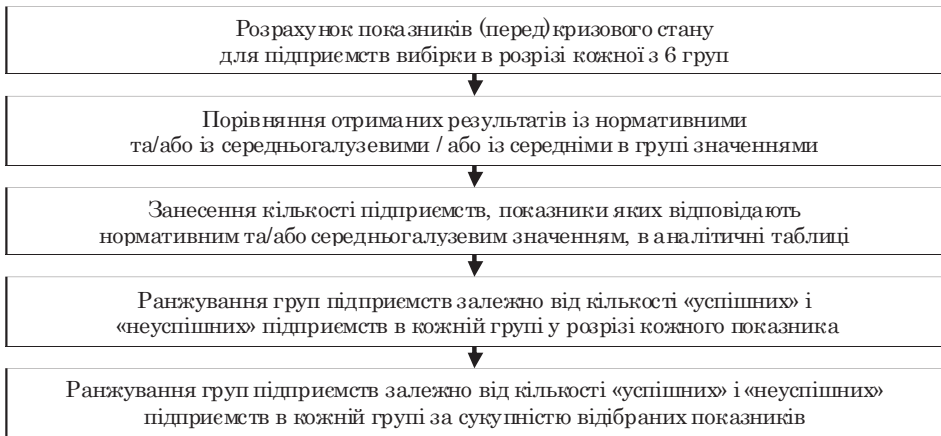 Розрахунок показників (перед)кризового стану
для підприємств вибірки в розрізі кожної з 6 груп
Порівняння отриманих результатів із нормативними
та/або із середньогалузевими / або із середніми в групі значеннями
Занесення кількості підприємств, показники яких відповідають
нормативним та/або середньогалузевим значенням, в аналітичні таблиці
Ранжування груп підприємств залежно від кількості «успішних» і
«неуспішних» підприємств в кожній групі у розрізі кожного показника
Ранжування груп підприємств залежно від кількості «успішних» і «неуспішних»
підприємств в кожній групі за сукупністю відібраних показників